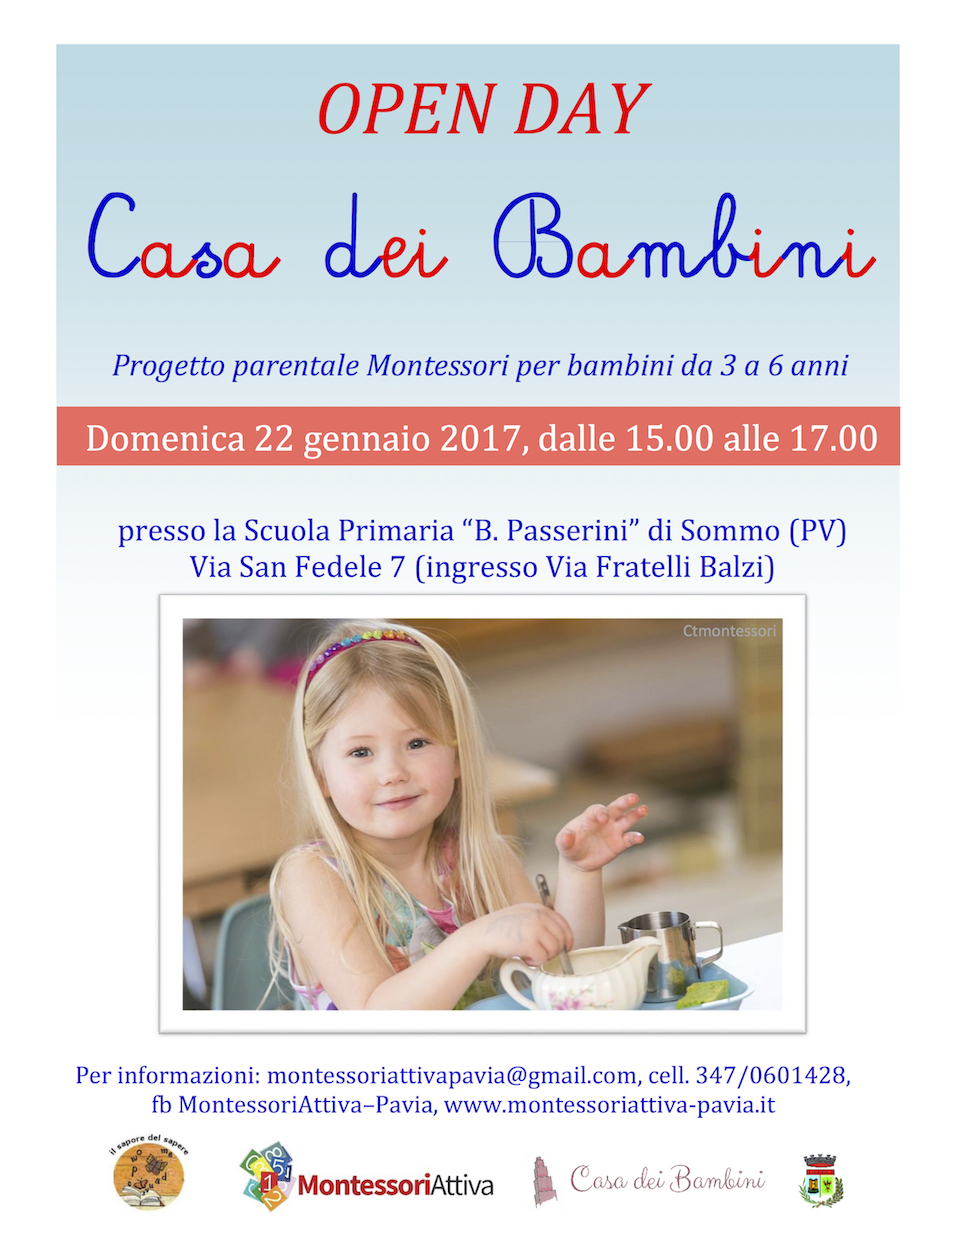 OPEN DAY
Casa dei Bambini
Progetto parentale Montessori per bambini da 3 a 6 anni
Domenica 22 gennaio 2017, dalle 15.00 alle 17.00
presso la Scuola Primaria “B. Passerini” di Sommo (PV)
Via San Fedele 7 (ingresso Via Fratelli Balzi)
Ctmontessori
Per informazioni: montessoriattivapavia@gmail.com, cell. 347/0601428,
fb MontessoriAttiva–Pavia, www.montessoriattiva-pavia.it
il sapore del sapere
MontessoriAttiva
Casa dei Bambini